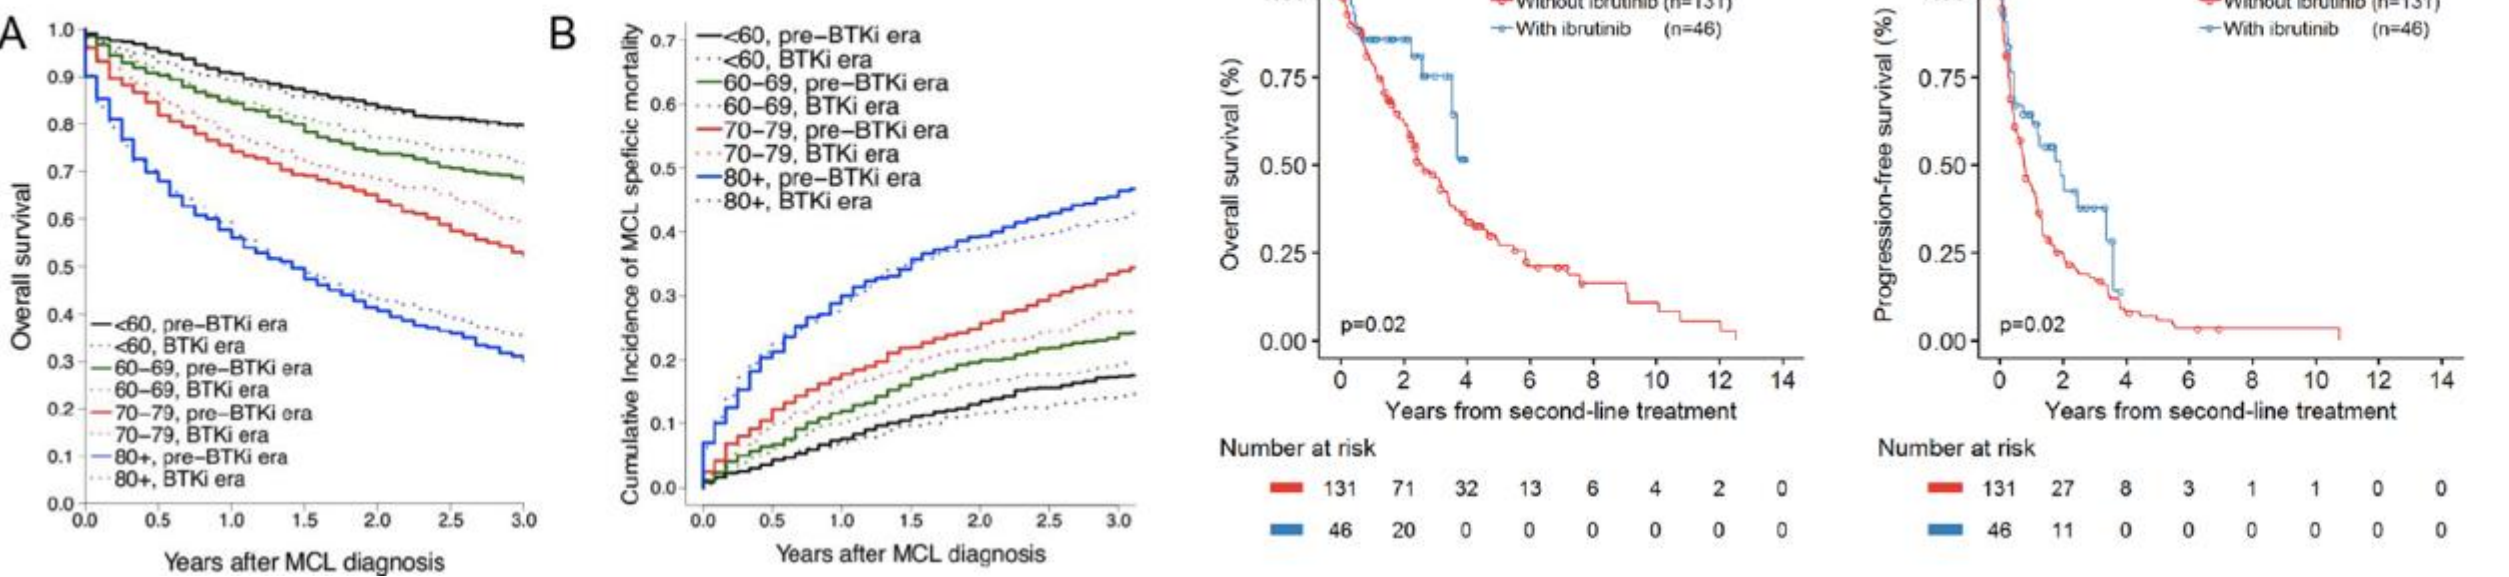 A
Overall survival
1.0
0.9
0.8
0.7
0.6
0.5
0.4
0.3
0.2
0.1
0.0
<60, pre-BTKi era
<60, BTKi era
60-69, pre-BTKi era
60-69, BTKi era
70-79, pre-BTKi era
70-79, BTKi era
80+, pre-BTKi era
80+, BTKi era
0.0 0.5 1.0 1.5 2.0 2.5 3.0
Years after MCL diagnosis
B
Cumulative Incidence of MCL speficic mortality
0.7
0.6
0.5
0.4
0.3
0.2
0.1
0.0
<60, pre-BTKi era
<60, BTKi era
60-69, pre-BTKi era
60-69, BTKi era
70-79, pre-BTKi era
70-79, BTKi era
80+, pre-BTKi era
80+, BTKi era
0.0 0.5 1.0 1.5 2.0 2.5 3.0
Years after MCL diagnosis
Overall survival (%)
Without ibrutinib (n=131)
With ibrutinib (n=46)
0.75
0.50
0.25
0.00
p=0.02
0 2 4 6 8 10 12 14
Years from second-line treatment
Number at risk
131 71 32 13 6 4 2 0
46 20 0 0 0 0 0 0
Progression-free survival (%)
Without ibrutinib (n=131)
With ibrutinib (n=46)
0.75
0.50
0.25
0.00
p=0.02
0 2 4 6 8 10 12 14
Years from second-line treatment
Number at risk
131 27 8 3 1 1 0 0
46 11 0 0 0 0 0 0